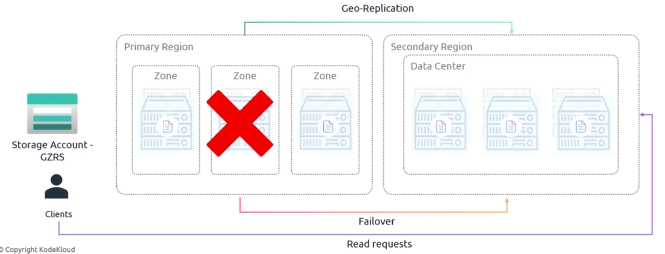 Geo-Replication
Primary Region
Secondary Region
Data Center
Zone
Zone
Zone
Storage Account -
GZRS
Clients
Failover
Read requests
© Copyright KodeKloud